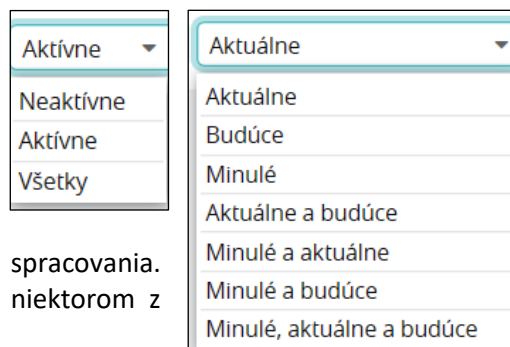 Aktívne
Neaktívne
Aktívne
Všetky
spracovania.
niektorom z
Aktuálne
Aktuálne
Budúce
Minulé
Aktuálne a budúce
Minulé a aktuálne
Minulé a budúce
Minulé, aktuálne a budúce